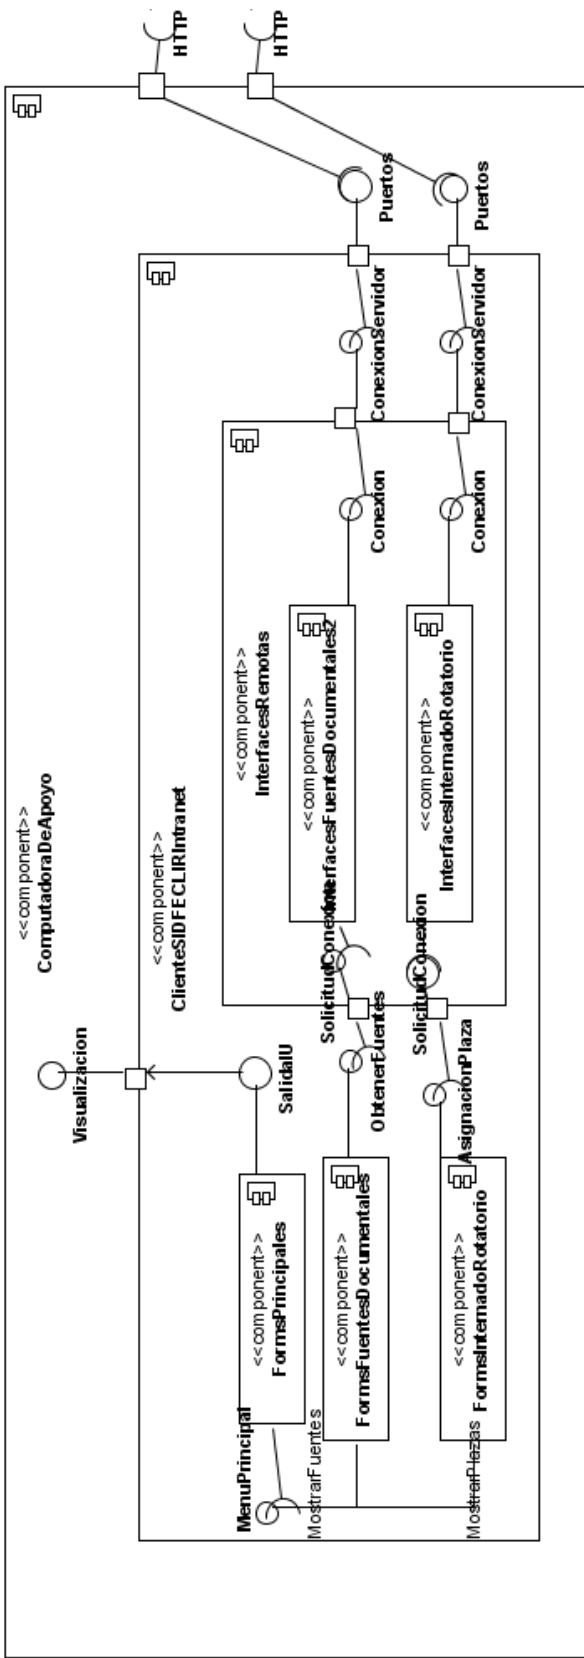 <<component>>
ComputadoraDeApoyo
Visualizacion
<<component>>
ClienteSIDFECLIRIntranet
HTTP
HTTP
Puertos
Puertos
SalidaIU
<<component>>
FormsPrincipales
MenuPrincipal
<<component>>
InterfacesRemotas
ConexionServidor
ConexionServidor
Conexion
Conexion
<<component>>
InterfacesFuentesDocumentales2
<<component>>
InterfacesInternadoRotatorio
SolicitudConexion
SolicitudConexion
ObtenerFuentes
AsignacionPlaza
<<component>>
FormsFuentesDocumentales
<<component>>
FormsInternadoRotatorio
MostrarFuentes
MostrarPlazas